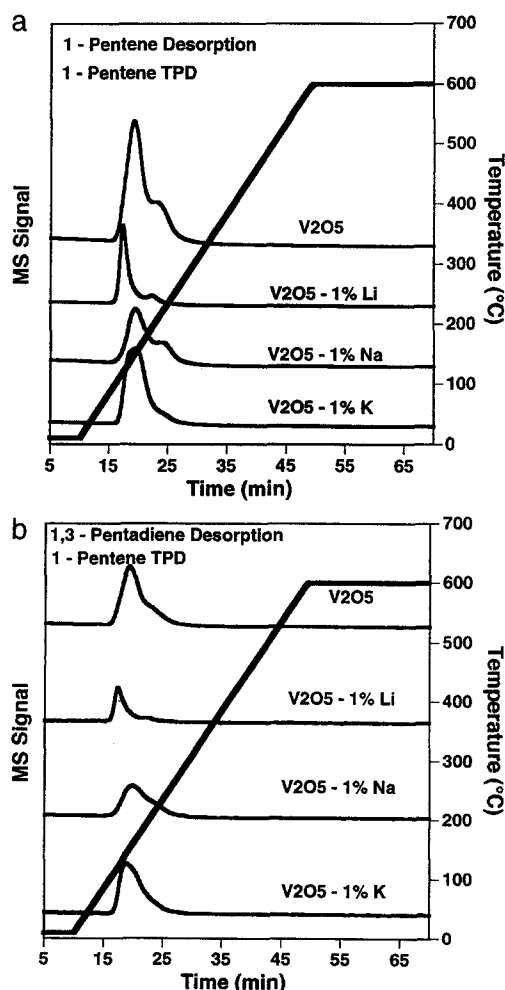 a
1 - Pentene Desorption
1 - Pentene TPD
MS Signal
Temperature (°C)
700
600
500
400
300
200
100
0
V2O5
V2O5 - 1% Li
V2O5 - 1% Na
V2O5 - 1% K
5 15 25 35 45 55 65
Time (min)
b
1,3 - Pentadiene Desorption
1 - Pentene TPD
MS Signal
Temperature (°C)
700
600
500
400
300
200
100
0
V2O5
V2O5 - 1% Li
V2O5 - 1% Na
V2O5 - 1% K
5 15 25 35 45 55 65
Time (min)